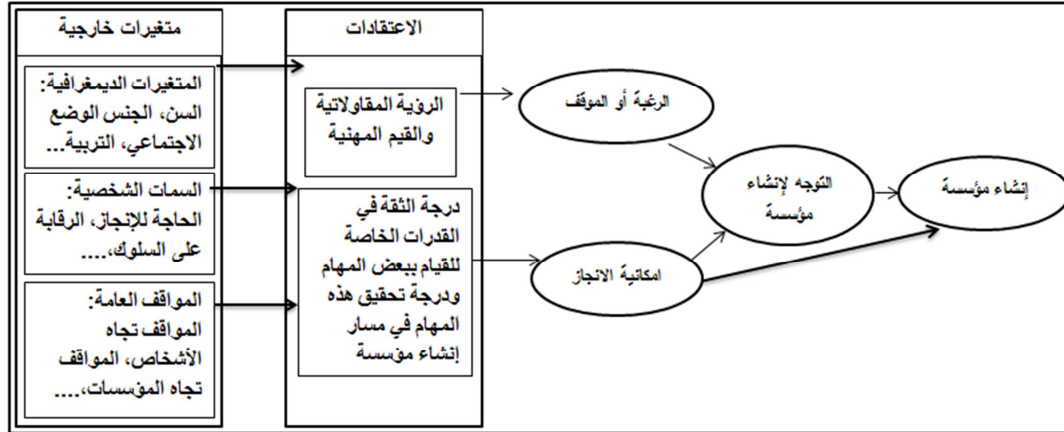 متغيرات خارجية
المتغيرات الديمغرافية:
السن، الجنس الوضع
الاجتماعي، التربية...
السمات الشخصية:
الحاجة للإنجاز، الرقابة
على السلوك،....
المواقف العامة:
المواقف تجاه
الأشخاص، المواقف
تجاه المؤسسات،....
الاعتقادات
الرؤية المقاولاتية
والقيم المهنية
درجة الثقة في
القدرات الخاصة
للقيام ببعض المهام
ودرجة تحقيق هذه
المهام في مسار
إنشاء مؤسسة
الرغبة أو الموقف
امكانية الانجاز
التوجه لإنشاء
مؤسسة
إنشاء مؤسسة